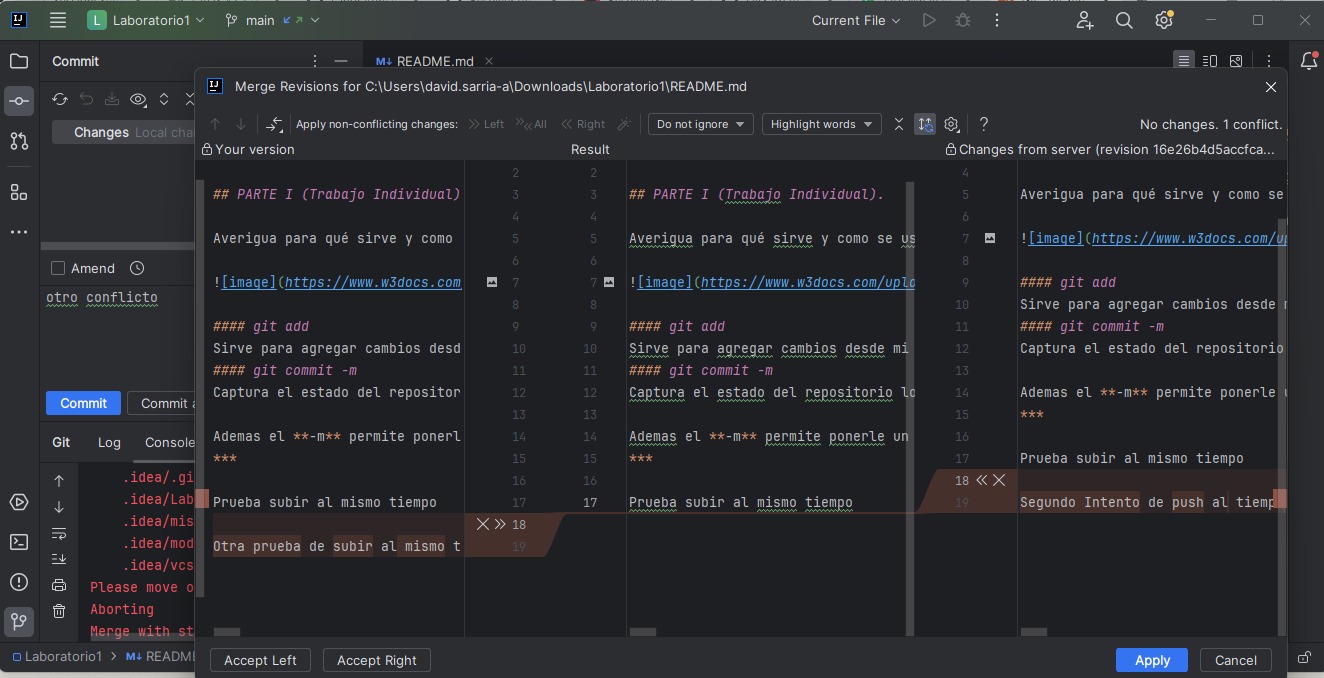 IJ
L Laboratorio1 main Current File
Commit
M↓ README.md
Changes Local cha
Amend
otro conflicto
Commit Commit a
Git Log Console
.idea/.gi
.idea/Lab
.idea/mis
.idea/mod
.idea/vcs
Please move o
Aborting
Merge with st
Laboratorio1 > M↓ README
IJ Merge Revisions for C:\Users\david.sarria-a\Downloads\Laboratorio1\README.md
Apply non-conflicting changes: Left All Right Do not ignore Highlight words ? No changes. 1 conflict.
Your version
2
## PARTE I (Trabajo Individual) 3
4
Averigua para qué sirve y como 5
6
![image](https://www.w3docs.com 7
8
#### git add 9
Sirve para agregar cambios desd 10
#### git commit -m 11
Captura el estado del repositor 12
13
Ademas el **-m** permite ponerl 14
*** 15
16
Prueba subir al mismo tiempo 17
18
Otra prueba de subir al mismo t 19
Result
2
3 ## PARTE I (Trabajo Individual).
4
5 Averigua para qué sirve y como se us
6
7 ![image](https://www.w3docs.com/uplo
8
9 #### git add
10 Sirve para agregar cambios desde mi
11 #### git commit -m
12 Captura el estado del repositorio lo
13
14 Ademas el **-m** permite ponerle un
15 ***
16
17 Prueba subir al mismo tiempo
Changes from server (revision 16e26b4d5accfca...
4
5 Averigua para qué sirve y como se
6
7 ![image](https://www.w3docs.com/up
8
9 #### git add
10 Sirve para agregar cambios desde m
11 #### git commit -m
12 Captura el estado del repositorio
13
14 Ademas el **-m** permite ponerle u
15 ***
16
17 Prueba subir al mismo tiempo
18
19 Segundo Intento de push al tiemp
Accept Left Accept Right Apply Cancel